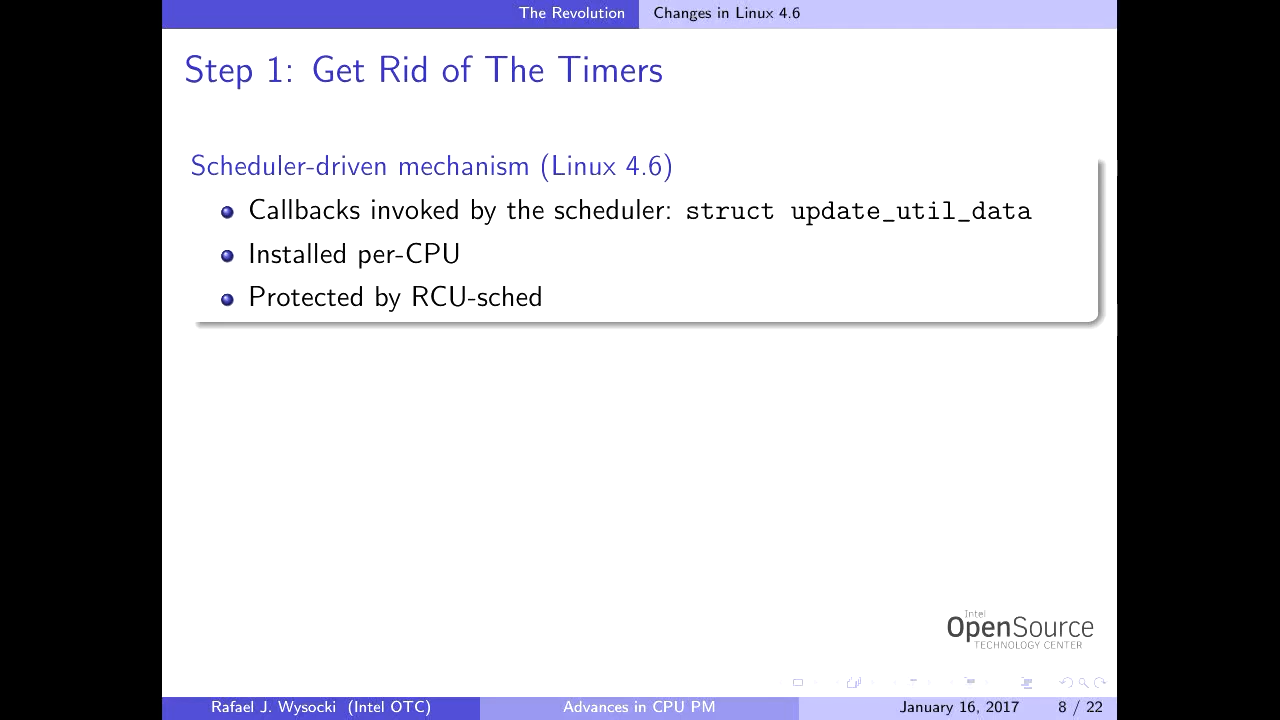 The Revolution Changes in Linux 4.6
Step 1: Get Rid of The Timers
Scheduler-driven mechanism (Linux 4.6)
Callbacks invoked by the scheduler: struct update_util_data
Installed per-CPU
Protected by RCU-sched
Intel
OpenSource
TECHNOLOGY CENTER
Rafael J. Wysocki (Intel OTC) Advances in CPU PM January 16, 2017 8 / 22